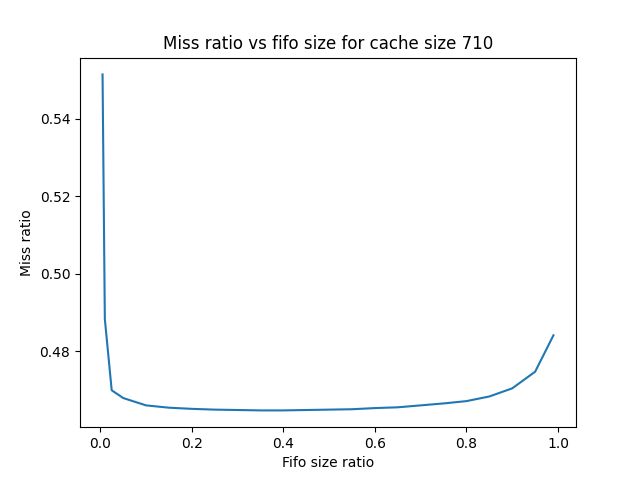 Miss ratio vs fifo size for cache size 710
Miss ratio
0.54
0.52
0.50
0.48
0.0 0.2 0.4 0.6 0.8 1.0
Fifo size ratio